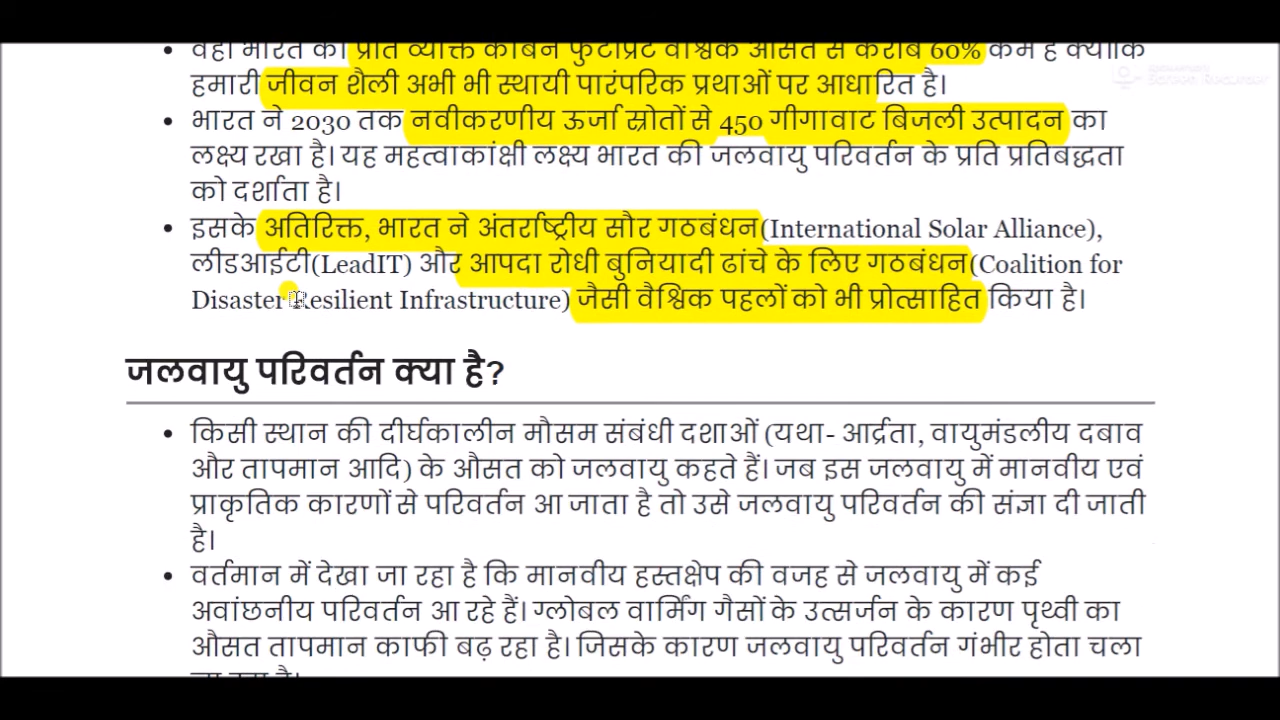 वहीं भारत का प्रति व्यक्ति कार्बन फुटप्रिंट वैश्विक औसत से करीब 60% कम है क्योंकि
हमारी जीवन शैली अभी भी स्थायी पारंपरिक प्रथाओं पर आधारित है।
• भारत ने 2030 तक नवीकरणीय ऊर्जा स्रोतों से 450 गीगावाट बिजली उत्पादन का
लक्ष्य रखा है। यह महत्वाकांक्षी लक्ष्य भारत की जलवायु परिवर्तन के प्रति प्रतिबद्धता
को दर्शाता है।
• इसके अतिरिक्त, भारत ने अंतर्राष्ट्रीय सौर गठबंधन(International Solar Alliance),
लीडआईटी(LeadIT) और आपदा रोधी बुनियादी ढांचे के लिए गठबंधन(Coalition for
Disaster Resilient Infrastructure) जैसी वैश्विक पहलों को भी प्रोत्साहित किया है।
जलवायु परिवर्तन क्या है?
• किसी स्थान की दीर्घकालीन मौसम संबंधी दशाओं (यथा- आर्द्रता, वायुमंडलीय दबाव
और तापमान आदि) के औसत को जलवायु कहते हैं। जब इस जलवायु में मानवीय एवं
प्राकृतिक कारणों से परिवर्तन आ जाता है तो उसे जलवायु परिवर्तन की संज्ञा दी जाती
है।
• वर्तमान में देखा जा रहा है कि मानवीय हस्तक्षेप की वजह से जलवायु में कई
अवांछनीय परिवर्तन आ रहे हैं। ग्लोबल वार्मिंग गैसों के उत्सर्जन के कारण पृथ्वी का
औसत तापमान काफी बढ़ रहा है। जिसके कारण जलवायु परिवर्तन गंभीर होता चला